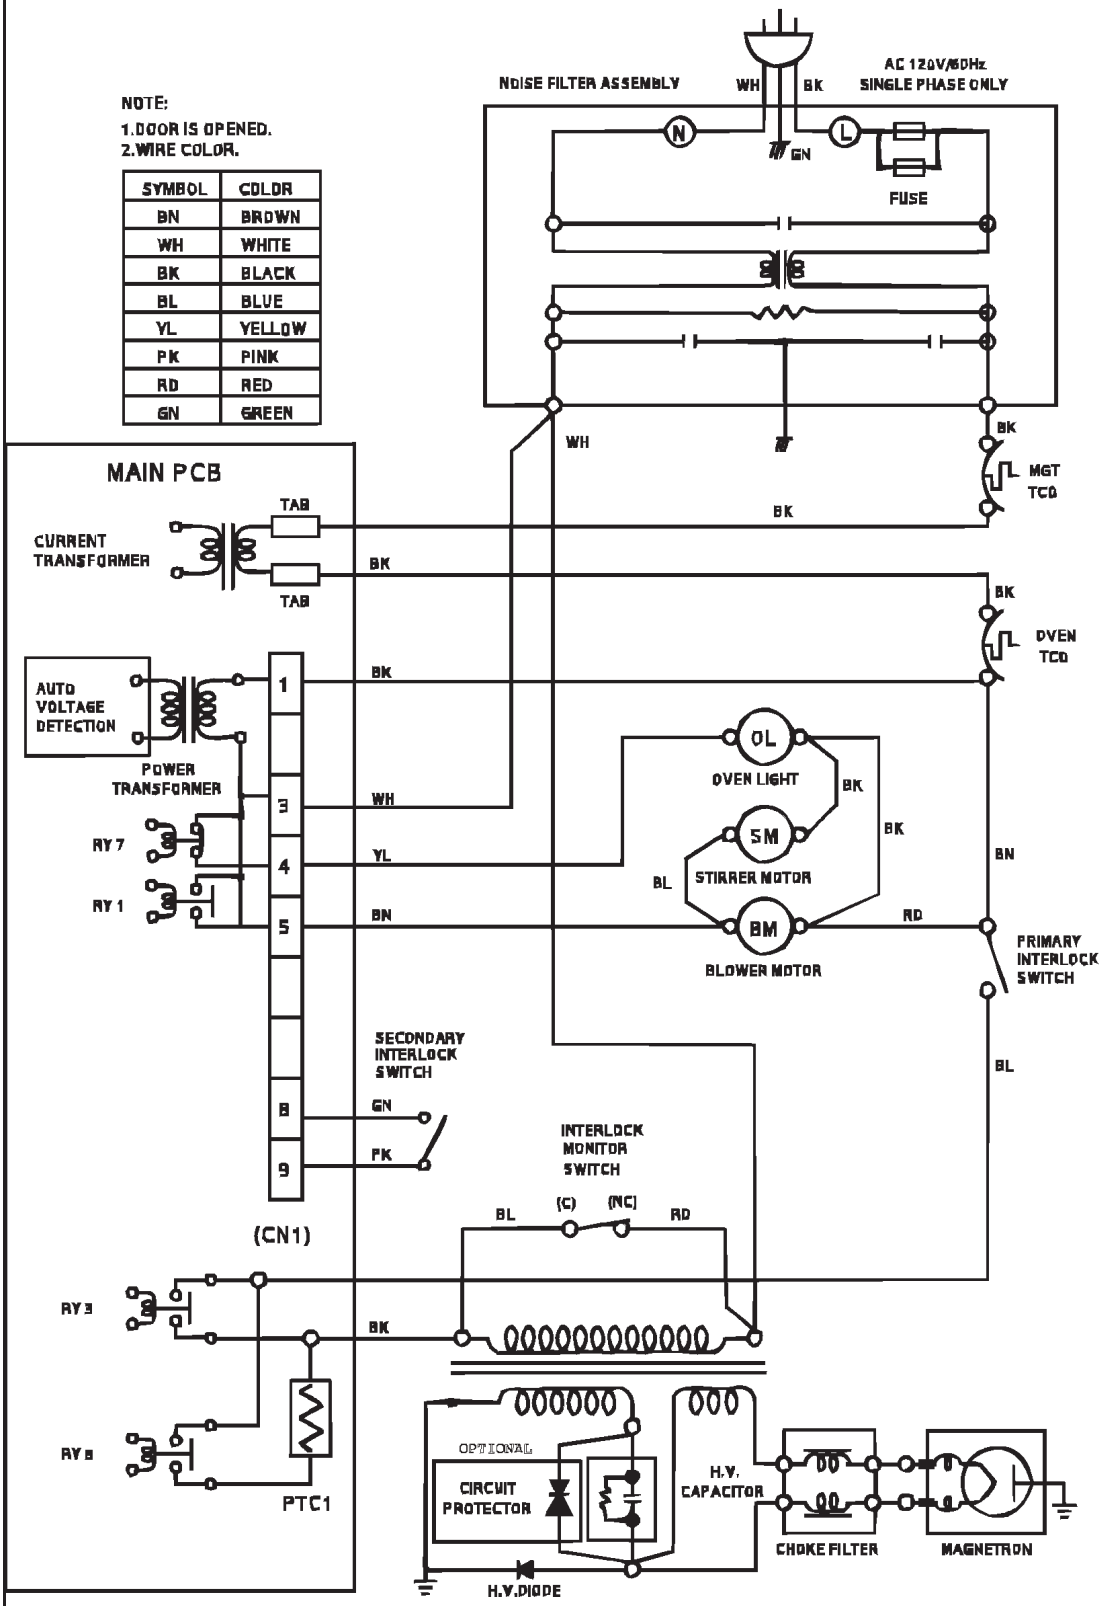 AC 120V/60Hz
SINGLE PHASE ONLY
NOISE FILTER ASSEMBLY
WH
BK
N
L
GN
FUSE
NOTE:
1.DOOR IS OPENED.
2.WIRE COLOR.
SYMBOL COLOR
BN BROWN
WH WHITE
BK BLACK
BL BLUE
YL YELLOW
PK PINK
RD RED
GN GREEN
WH
BK
MGT
TCO
BK
MAIN PCB
TAB
CURRENT
TRANSFORMER
TAB
BK
BK
OVEN
TCO
AUTO
VOLTAGE
DETECTION
POWER
TRANSFORMER
1
BK
OL
OVEN LIGHT
BK
3
WH
RY 7
4
YL
SM
STIRRER MOTOR
BK
BL
BN
RY 1
5
BN
BM
BLOWER MOTOR
RD
PRIMARY
INTERLOCK
SWITCH
SECONDARY
INTERLOCK
SWITCH
BL
8
GN
9
PK
(CN1)
INTERLOCK
MONITOR
SWITCH
BL
(C)
(NC)
RD
RY 3
BK
RY 6
PTC1
OPTIONAL
CIRCUIT
PROTECTOR
H.V.
CAPACITOR
CHOKE FILTER
MAGNETRON
H.V.DIODE